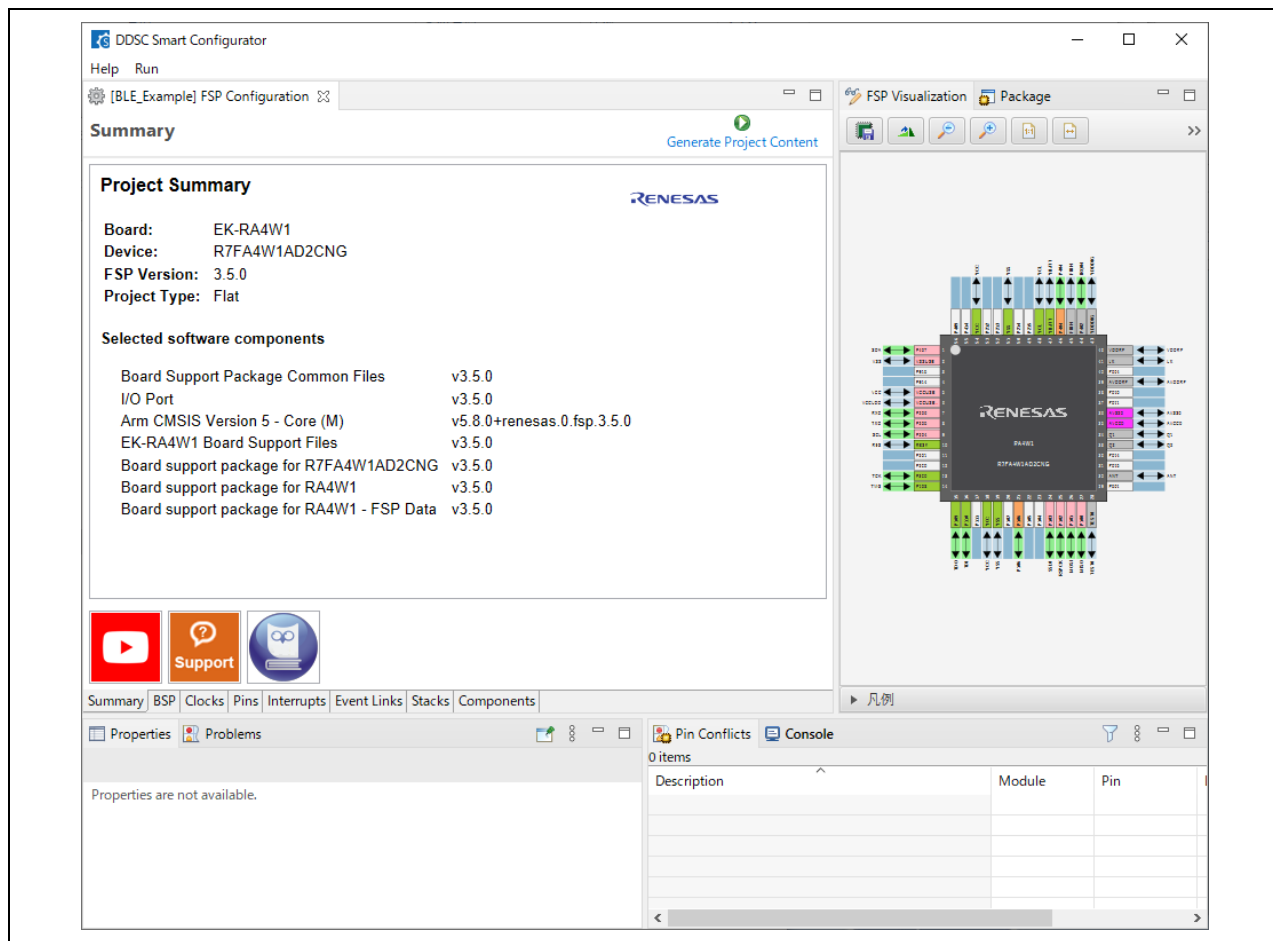 DDSC Smart Configurator
Help Run
[BLE_Example] FSP Configuration
Summary
Generate Project Content
Project Summary
RENESAS
Board: EK-RA4W1
Device: R7FA4W1AD2CNG
FSP Version: 3.5.0
Project Type: Flat
Selected software components
Board Support Package Common Files v3.5.0
I/O Port v3.5.0
Arm CMSIS Version 5 - Core (M) v5.8.0+renesas.0.fsp.3.5.0
EK-RA4W1 Board Support Files v3.5.0
Board support package for R7FA4W1AD2CNG v3.5.0
Board support package for RA4W1 v3.5.0
Board support package for RA4W1 - FSP Data v3.5.0
Support
Summary BSP Clocks Pins Interrupts Event Links Stacks Components
FSP Visualization Package
1:1
RENESAS
RA4W1
R7FA4W1AD2CNG
凡例
Properties Problems
Properties are not available.
Pin Conflicts Console
0 items
Description Module Pin